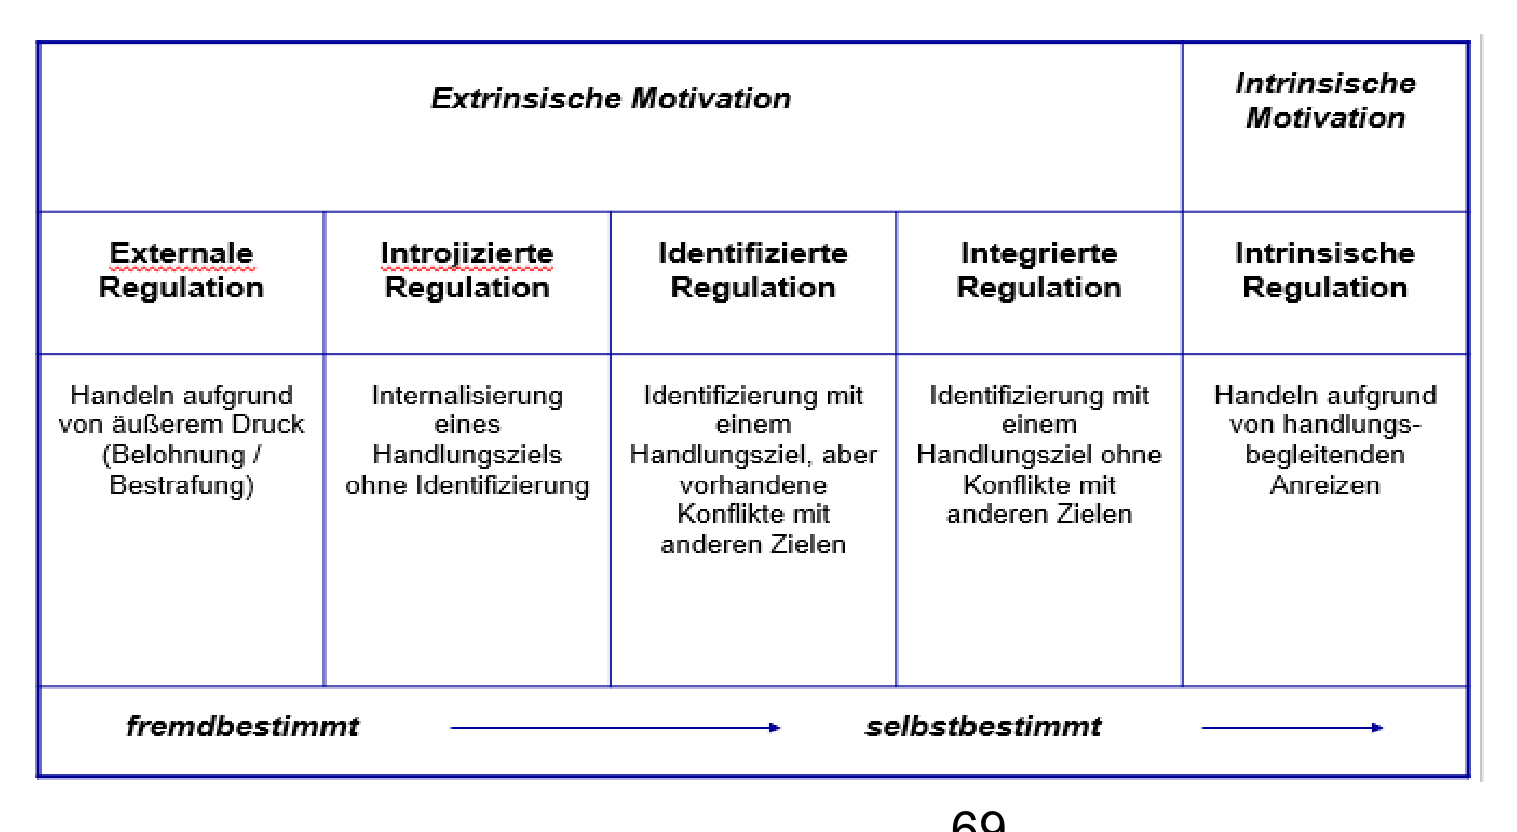 Extrinsische Motivation
Intrinsische
Motivation
Externale
Regulation
Introjizierte
Regulation
Identifizierte
Regulation
Integrierte
Regulation
Intrinsische
Regulation
Handeln aufgrund
von äußerem Druck
(Belohnung /
Bestrafung)
Internalisierung
eines
Handlungsziels
ohne Identifizierung
Identifizierung mit
einem
Handlungsziel, aber
vorhandene
Konflikte mit
anderen Zielen
Identifizierung mit
einem
Handlungsziel ohne
Konflikte mit
anderen Zielen
Handeln aufgrund
von handlungs-
begleitenden
Anreizen
fremdbestimmt
selbstbestimmt
69